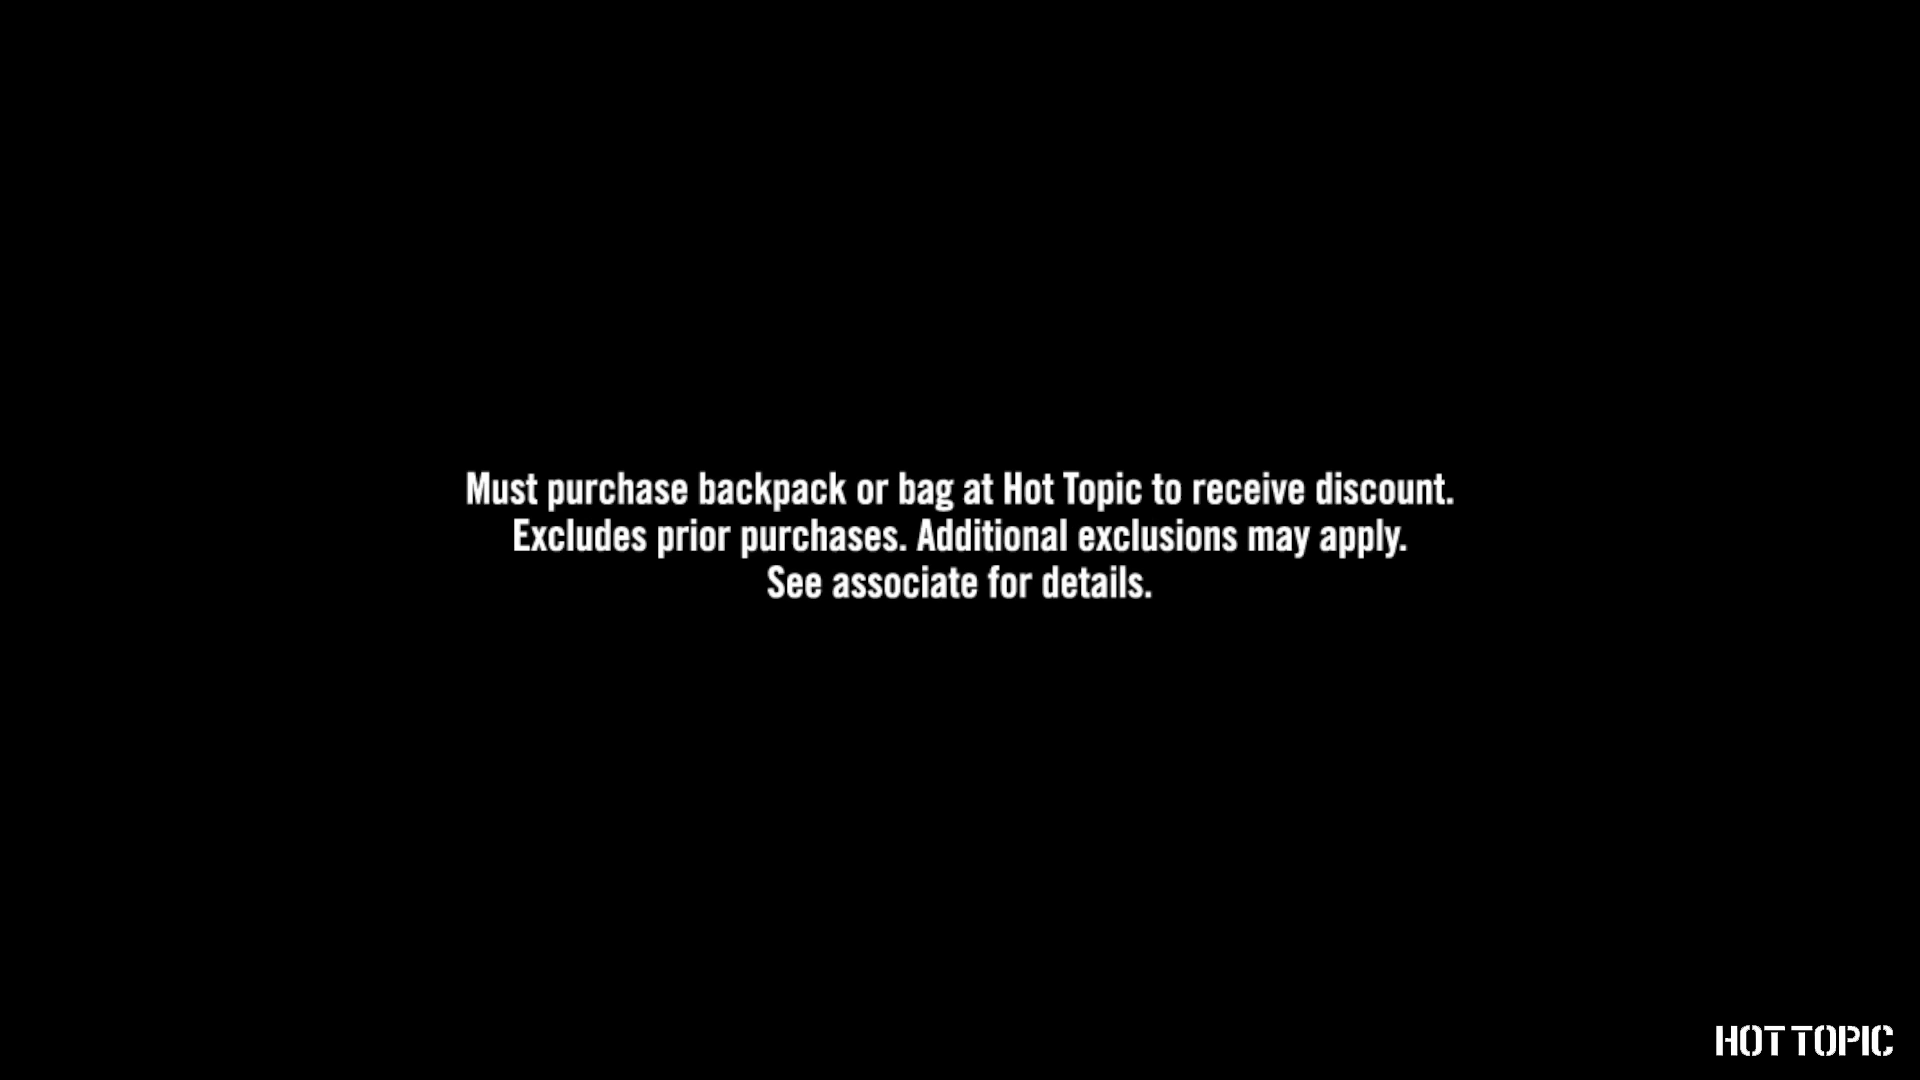 Must purchase backpack or bag at Hot Topic to receive discount.
Excludes prior purchases. Additional exclusions may apply.
See associate for details.
HOT TOPIC